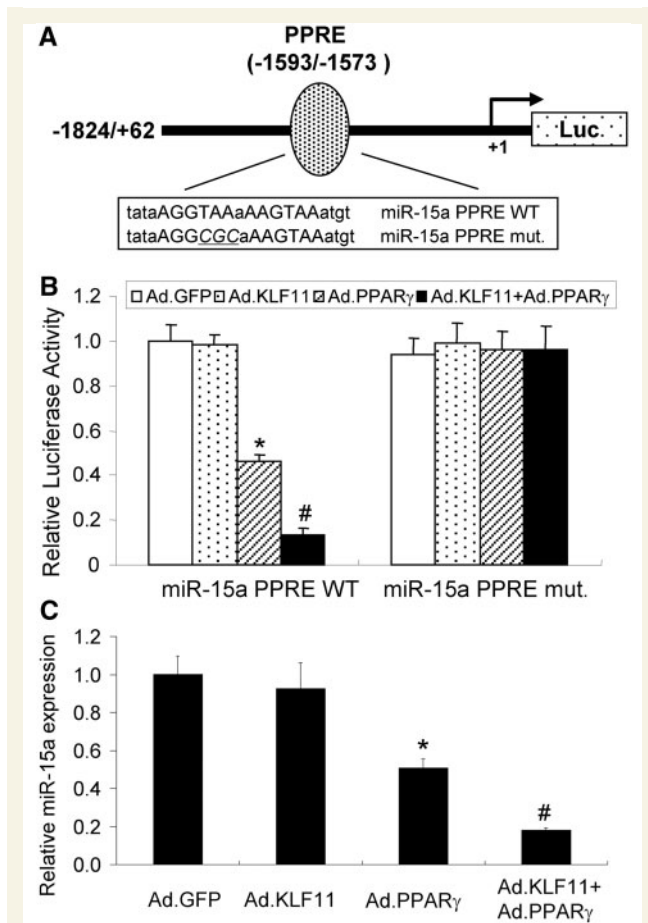 A
PPRE
(-1593/-1573 )
-1824/+62
+1
Luc
tataAGGTAAaAAGTAAatgt miR-15a PPRE WT
tataAGGCGCaAAGTAAatgt miR-15a PPRE mut.
B
Ad.GFP Ad.KLF11 Ad.PPARγ Ad.KLF11+Ad.PPARγ
Relative Luciferase Activity
1.2
1.0
0.8
0.6
0.4
0.2
0
*
#
miR-15a PPRE WT miR-15a PPRE mut.
C
Relative miR-15a expression
1.2
1.0
0.8
0.6
0.4
0.2
0.0
*
#
Ad.GFP Ad.KLF11 Ad.PPARγ Ad.KLF11+
Ad.PPARγ